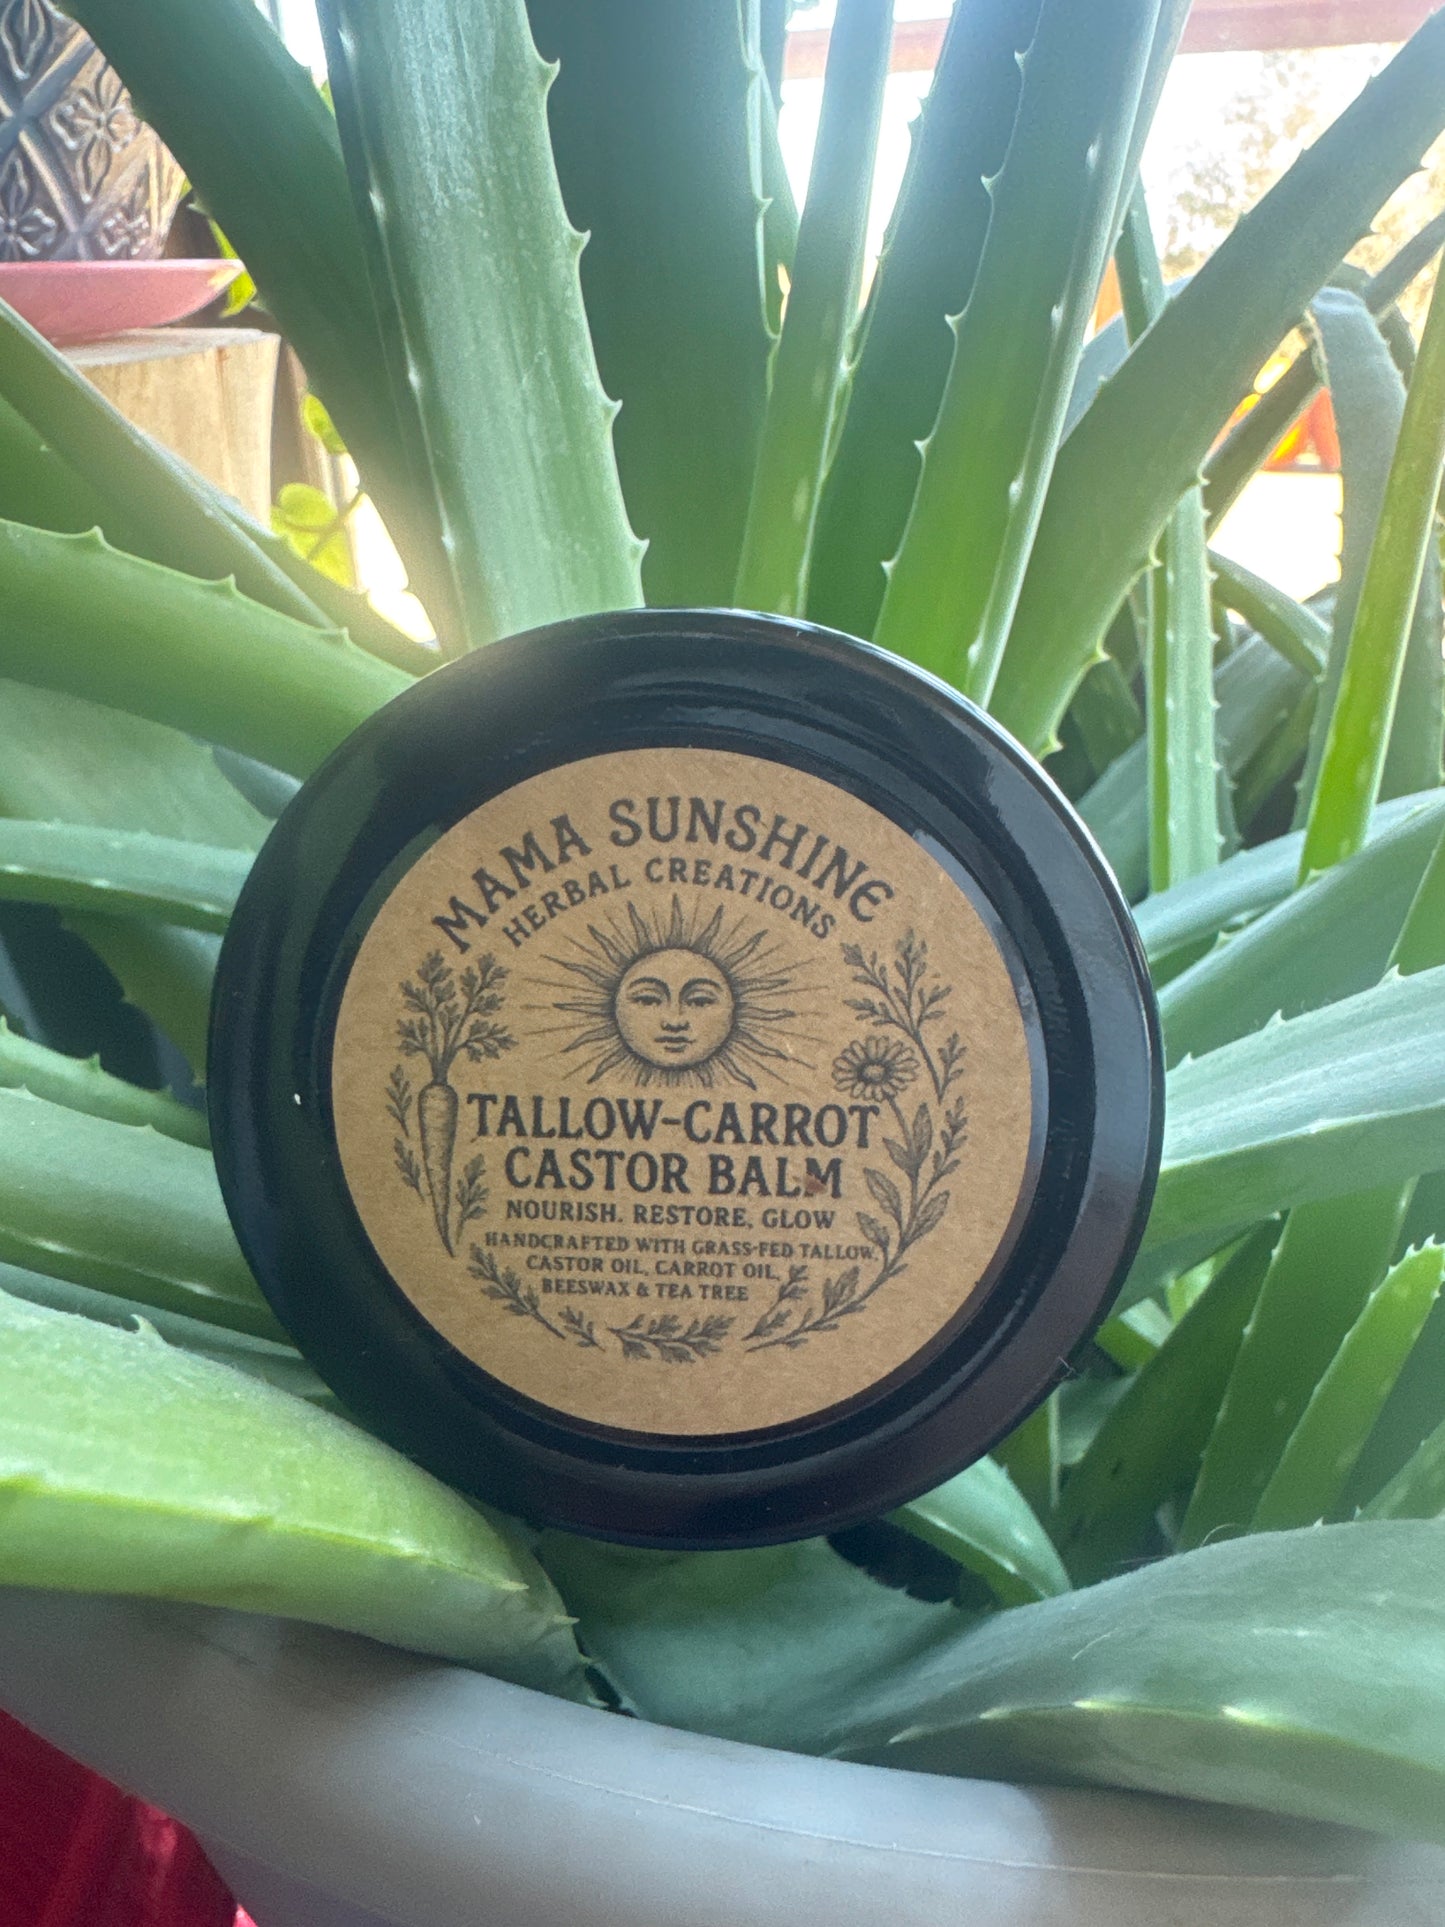 MAMA SUNSHINE
HERBAL CREATIONS
TALLOW-CARROT
CASTOR BALM
NOURISH. RESTORE, GLOW
HANDCRAFTED WITH GRASS-FED TALLOW,
CASTOR OIL, CARROT OIL,
BEESWAX & TEA TREE